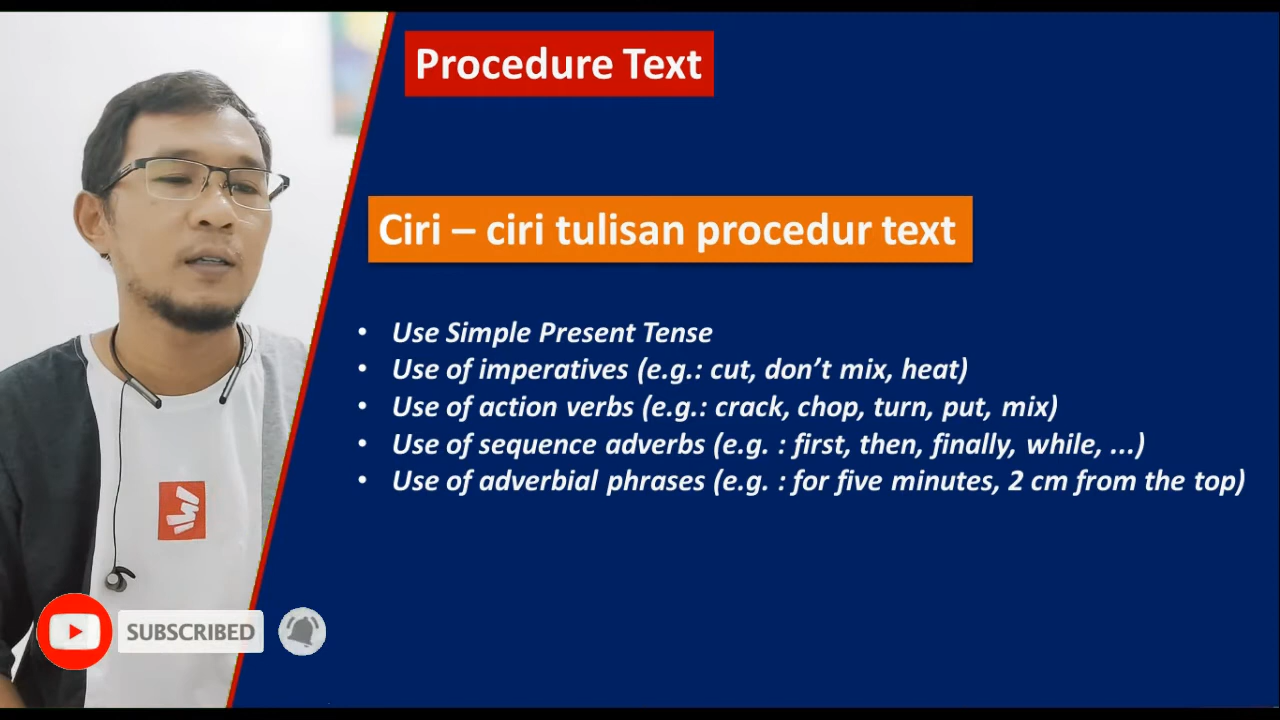 Procedure Text
Ciri – ciri tulisan procedur text
• Use Simple Present Tense
• Use of imperatives (e.g.: cut, don’t mix, heat)
• Use of action verbs (e.g.: crack, chop, turn, put, mix)
• Use of sequence adverbs (e.g. : first, then, finally, while, ...)
• Use of adverbial phrases (e.g. : for five minutes, 2 cm from the top)
SUBSCRIBED